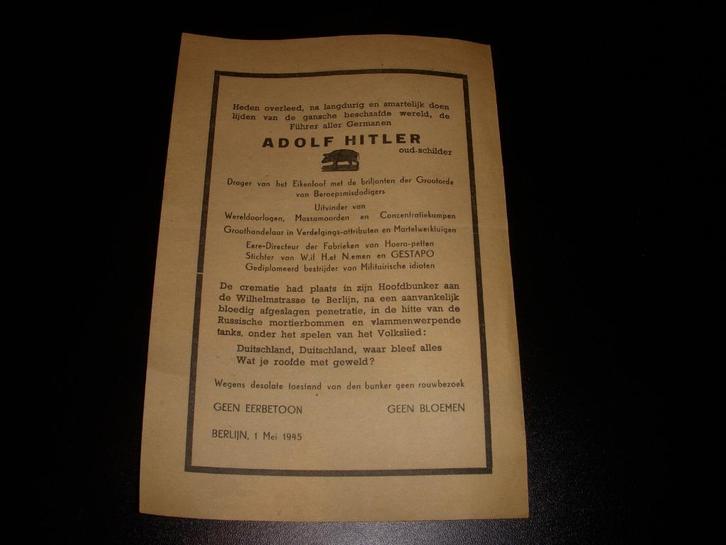 Heden overleed, na langdurig en smartelijk doen
lijden van de gansche beschaafde wereld, de
Führer aller Germanen
ADOLF HITLER
oud-schilder
Drager van het Eikenloof met de briljanten der Grootorde
van Beroepsmisdadigers
Uitvinder van
Wereldoorlogen, Massamoorden en Concentratiekampen
Groothandelaar in Verdelgings-attributen en Martelwerktuigen
Eere-Directeur der Fabrieken van Hoera-petten
Stichter van W.il H.et N.emen en GESTAPO
Gediplomeerd bestrijder van Militairische idioten
De crematie had plaats in zijn Hoofdbunker aan
de Wilhelmstrasse te Berlijn, na een aanvankelijk
bloedig afgeslagen penetratie, in de hitte van de
Russische mortierbommen en vlammenwerpende
tanks, onder het spelen van het Volkslied:
Duitschland, Duitschland, waar bleef alles
Wat je roofde met geweld?
Wegens desolate toestand van den bunker geen rouwbezoek
GEEN EERBETOON GEEN BLOEMEN
BERLIJN, 1 Mei 1945